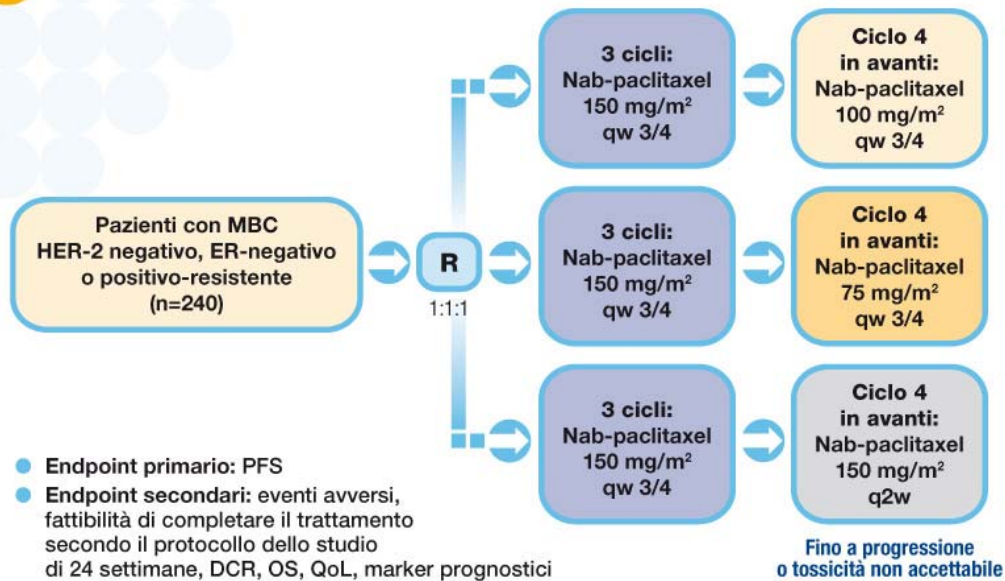 Pazienti con MBC
HER-2 negativo, ER-negativo
o positivo-resistente
(n=240)
R
1:1:1
3 cicli:
Nab-paclitaxel
150 mg/m²
qw 3/4
Ciclo 4
in avanti:
Nab-paclitaxel
100 mg/m²
qw 3/4
3 cicli:
Nab-paclitaxel
150 mg/m²
qw 3/4
Ciclo 4
in avanti:
Nab-paclitaxel
75 mg/m²
qw 3/4
3 cicli:
Nab-paclitaxel
150 mg/m²
qw 3/4
Ciclo 4
in avanti:
Nab-paclitaxel
150 mg/m²
q2w
Fino a progressione
o tossicità non accettabile
Endpoint primario: PFS
Endpoint secondari: eventi avversi,
fattibilità di completare il trattamento
secondo il protocollo dello studio
di 24 settimane, DCR, OS, QoL, marker prognostici